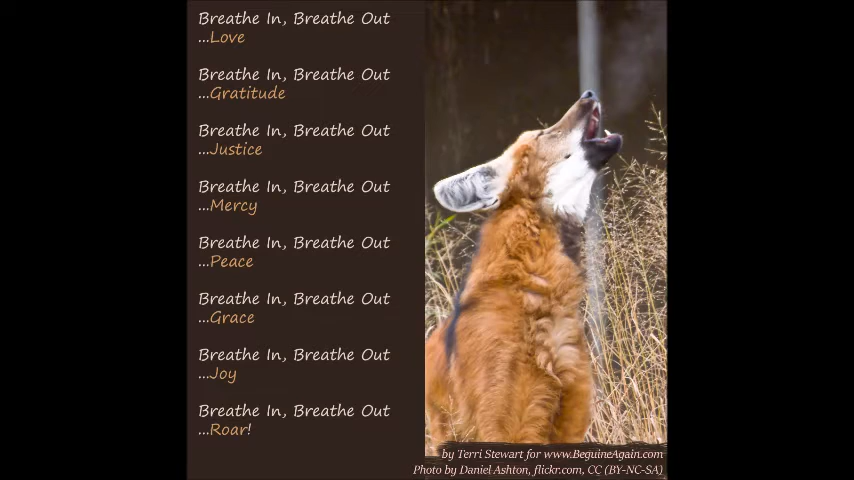 Breathe In, Breathe Out
...Love
Breathe In, Breathe Out
...Gratitude
Breathe In, Breathe Out
...Justice
Breathe In, Breathe Out
...Mercy
Breathe In, Breathe Out
...Peace
Breathe In, Breathe Out
...Grace
Breathe In, Breathe Out
...Joy
Breathe In, Breathe Out
...Roar!
by Terri Stewart for www.BeguineAgain.com
Photo by Daniel Ashton, flickr.com, CC (BY-NC-SA)